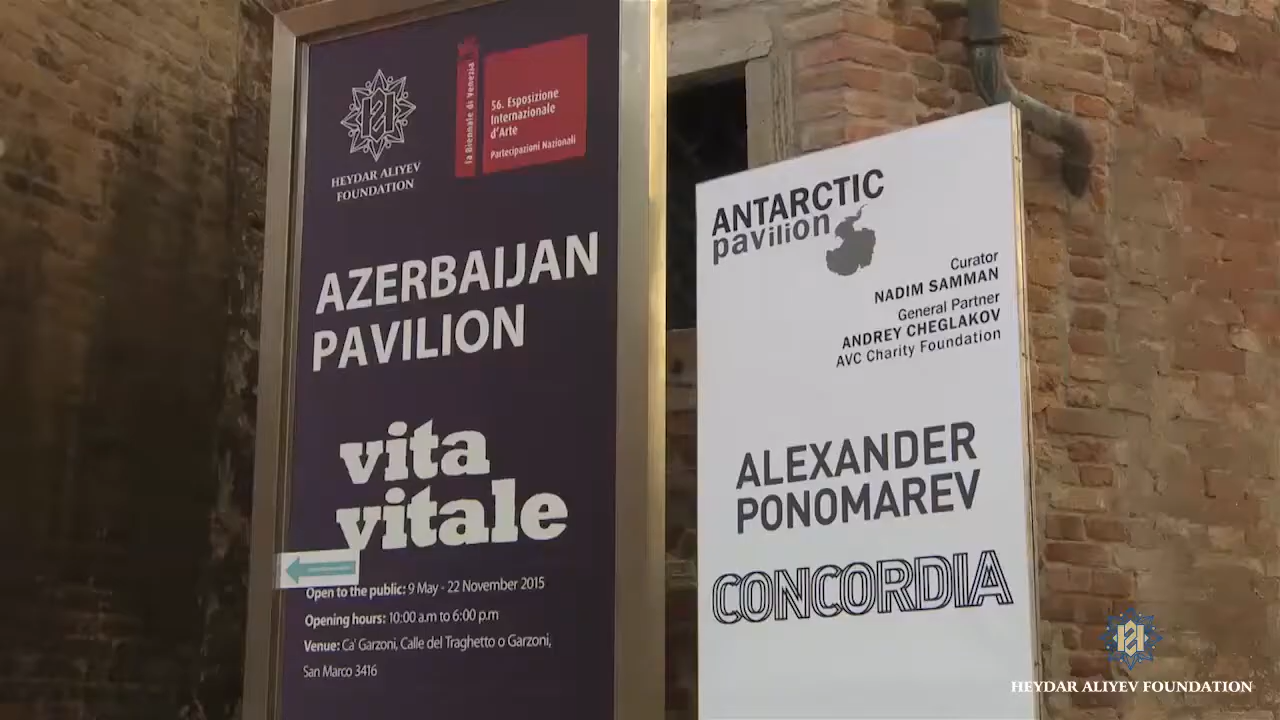 HEYDAR ALIYEV
FOUNDATION
la Biennale di Venezia
56. Esposizione
Internazionale
d'Arte
Partecipazioni Nazionali
AZERBAIJAN
PAVILION
vita
vitale
Open to the public: 9 May - 22 November 2015
Opening hours: 10:00 a.m to 6:00 p.m
Venue: Ca' Garzoni, Calle del Traghetto o Garzoni,
San Marco 3416
ANTARCTIC
pavilion
Curator
NADIM SAMMAN
General Partner
ANDREY CHEGLAKOV
AVC Charity Foundation
ALEXANDER
PONOMAREV
CONCORDIA
HEYDAR ALIYEV FOUNDATION